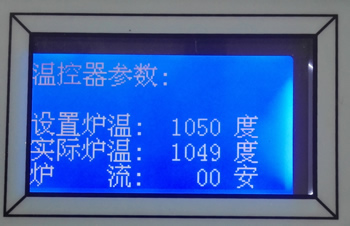 温控器参数:
设置炉温: 1050 度
实际炉温: 1049 度
炉　　流: 00 安